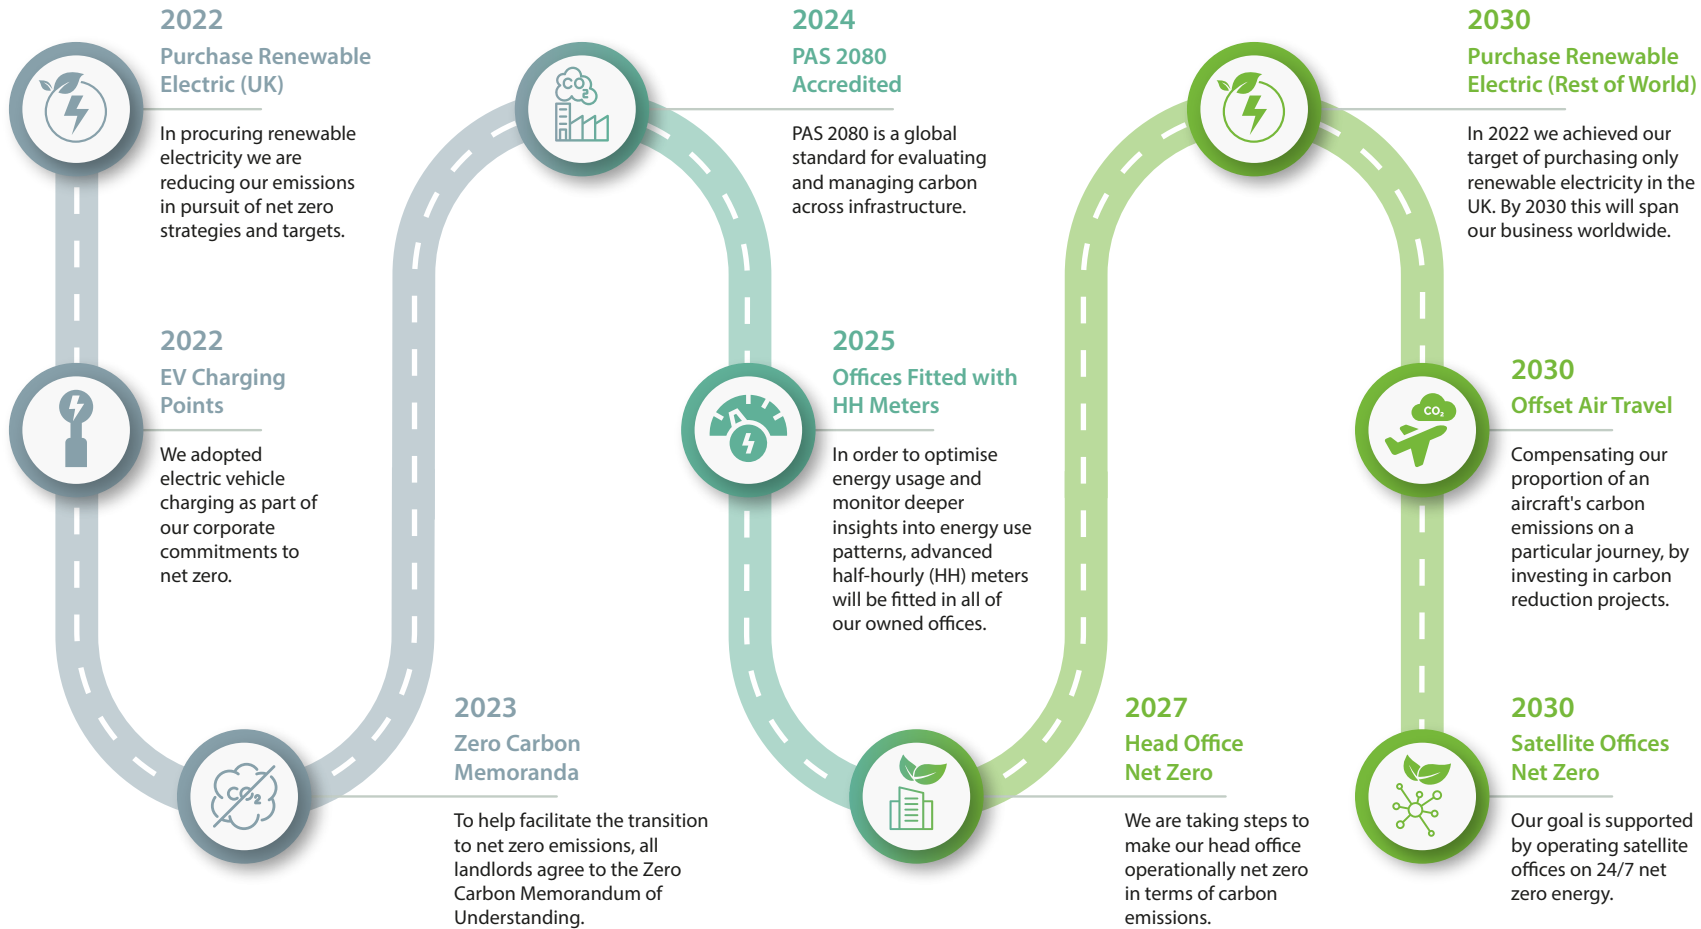 2022
Purchase Renewable
Electric (UK)
In procuring renewable
electricity we are
reducing our emissions
in pursuit of net zero
strategies and targets.
2022
EV Charging
Points
We adopted
electric vehicle
charging as part of
our corporate
commitments to
net zero.
CO2
2023
Zero Carbon
Memoranda
To help facilitate the transition
to net zero emissions, all
landlords agree to the Zero
Carbon Memorandum of
Understanding.
CO2
2024
PAS 2080
Accredited
PAS 2080 is a global
standard for evaluating
and managing carbon
across infrastructure.
2025
Offices Fitted with
HH Meters
In order to optimise
energy usage and
monitor deeper
insights into energy use
patterns, advanced
half-hourly (HH) meters
will be fitted in all of
our owned offices.
2027
Head Office
Net Zero
We are taking steps to
make our head office
operationally net zero
in terms of carbon
emissions.
2030
Purchase Renewable
Electric (Rest of World)
In 2022 we achieved our
target of purchasing only
renewable electricity in the
UK. By 2030 this will span
our business worldwide.
CO2
2030
Offset Air Travel
Compensating our
proportion of an
aircraft's carbon
emissions on a
particular journey, by
investing in carbon
reduction projects.
2030
Satellite Offices
Net Zero
Our goal is supported
by operating satellite
offices on 24/7 net
zero energy.